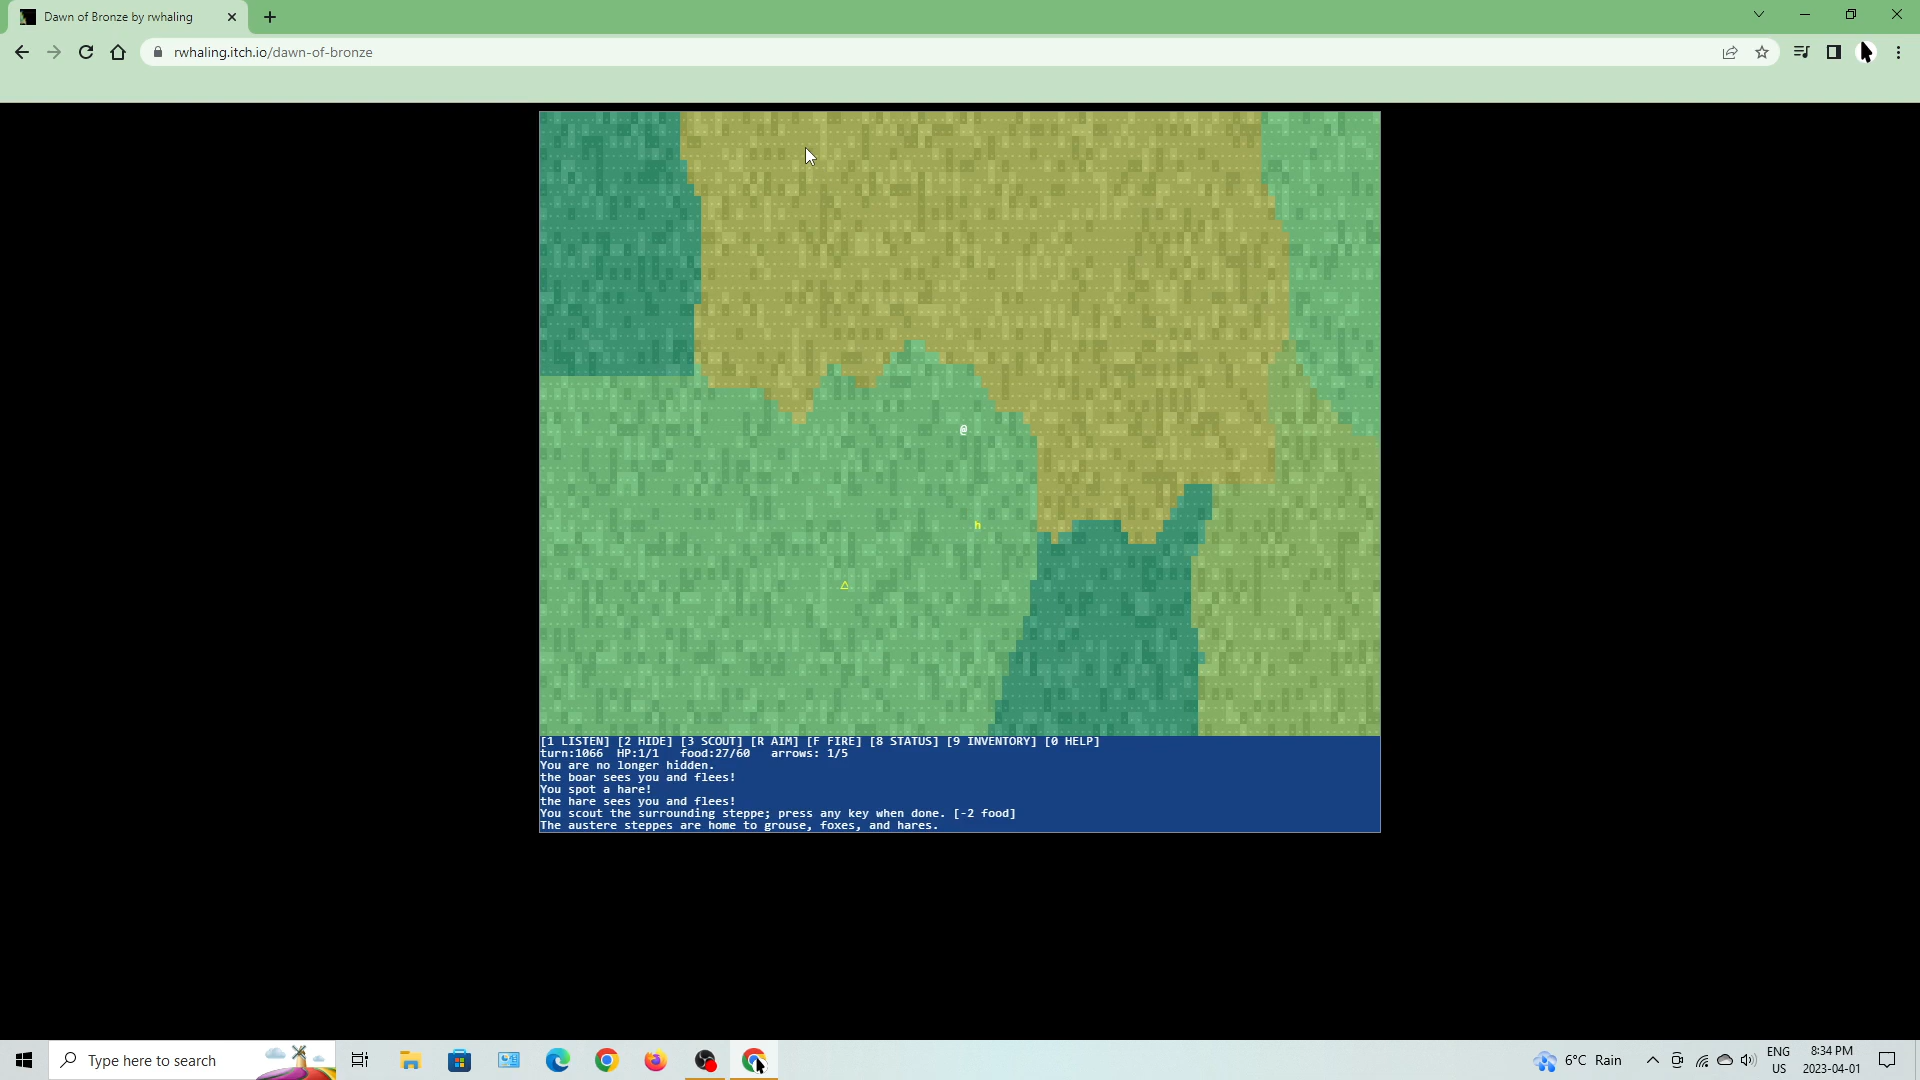 Dawn of Bronze by rwhaling
rwhaling.itch.io/dawn-of-bronze
@
h
△
[1 LISTEN] [2 HIDE] [3 SCOUT] [R AIM] [F FIRE] [8 STATUS] [9 INVENTORY] [0 HELP]
turn:1066 HP:1/1 food:27/60 arrows: 1/5
You are no longer hidden.
the boar sees you and flees!
You spot a hare!
the hare sees you and flees!
You scout the surrounding steppe; press any key when done. [-2 food]
The austere steppes are home to grouse, foxes, and hares.
Type here to search
6°C Rain
ENG
US
8:34 PM
2023-04-01